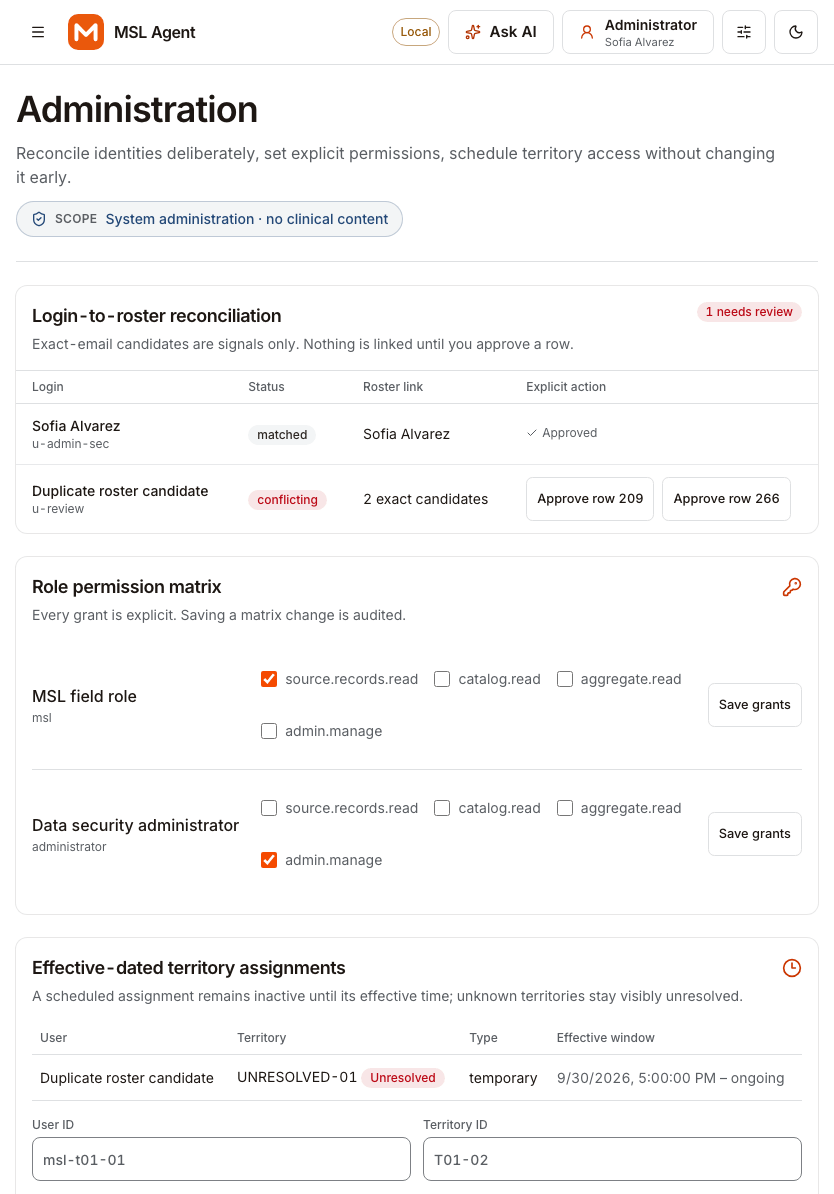 MSL Agent
Local
Ask AI
Administrator
Sofia Alvarez
Administration
Reconcile identities deliberately, set explicit permissions, schedule territory access without changing
it early.
SCOPE System administration · no clinical content
Login-to-roster reconciliation
1 needs review
Exact-email candidates are signals only. Nothing is linked until you approve a row.
Login Status Roster link Explicit action
Sofia Alvarez
u-admin-sec
matched
Sofia Alvarez
Approved
Duplicate roster candidate
u-review
conflicting
2 exact candidates
Approve row 209
Approve row 266
Role permission matrix
Every grant is explicit. Saving a matrix change is audited.
MSL field role
msl
source.records.read catalog.read aggregate.read
admin.manage
Save grants
Data security administrator
administrator
source.records.read catalog.read aggregate.read
admin.manage
Save grants
Effective-dated territory assignments
A scheduled assignment remains inactive until its effective time; unknown territories stay visibly unresolved.
User Territory Type Effective window
Duplicate roster candidate UNRESOLVED-01 Unresolved temporary 9/30/2026, 5:00:00 PM – ongoing
User ID Territory ID
msl-t01-01 T01-02